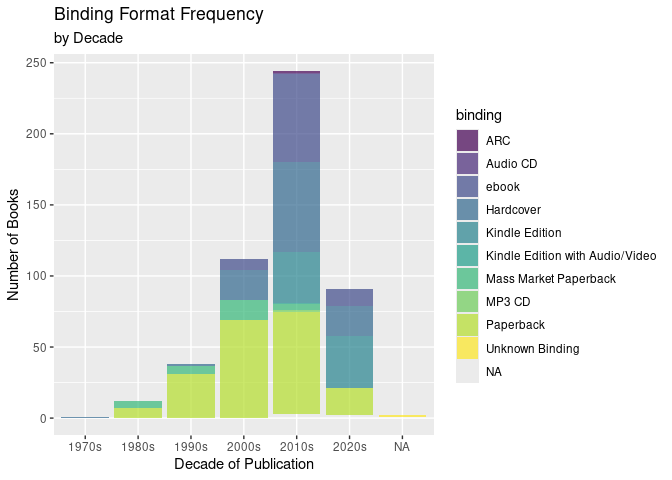 Binding Format Frequency
by Decade
Number of Books
250
200
150
100
50
0
1970s 1980s 1990s 2000s 2010s 2020s NA
Decade of Publication
binding
ARC
Audio CD
ebook
Hardcover
Kindle Edition
Kindle Edition with Audio/Video
Mass Market Paperback
MP3 CD
Paperback
Unknown Binding
NA